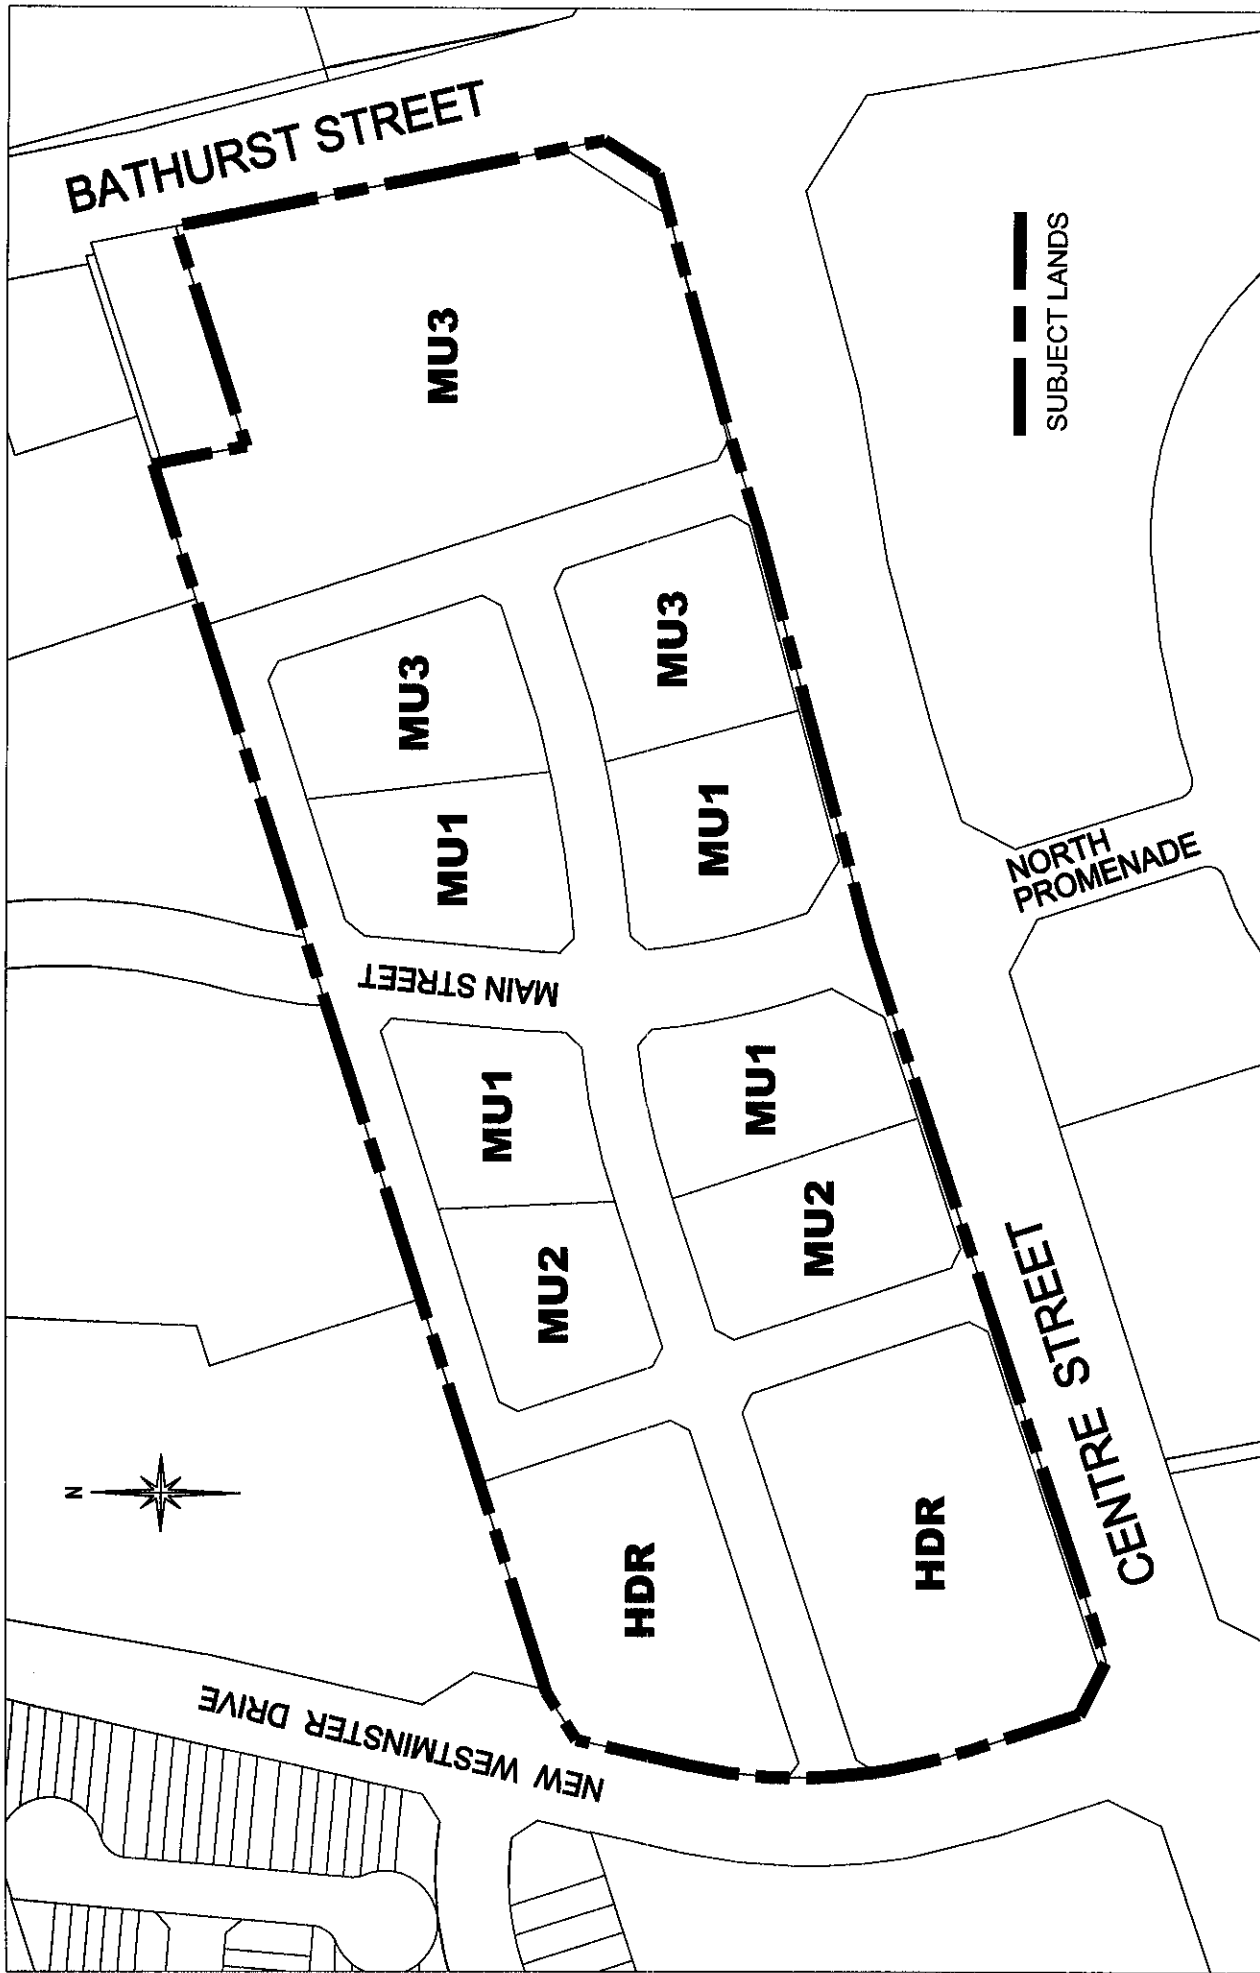 BATHURST STREET
MU3
SUBJECT LANDS
MU3
MU3
MU1
MU1
NORTH
PROMENADE
MAIN STREET
MU1
MU1
MU2
MU2
CENTRE STREET
N
HDR
HDR
NEW WESTMINSTER DRIVE